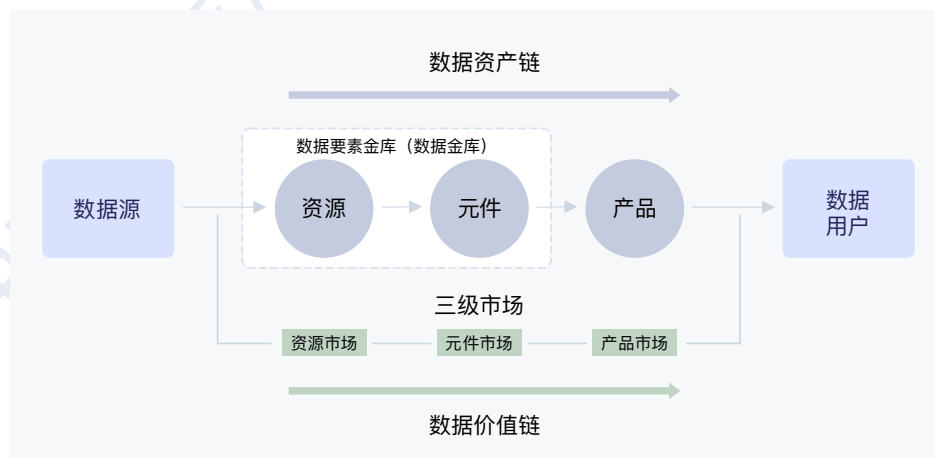 数据资产链
数据要素金库（数据金库）
数据源
资源
元件
产品
数据
用户
三级市场
资源市场
元件市场
产品市场
数据价值链